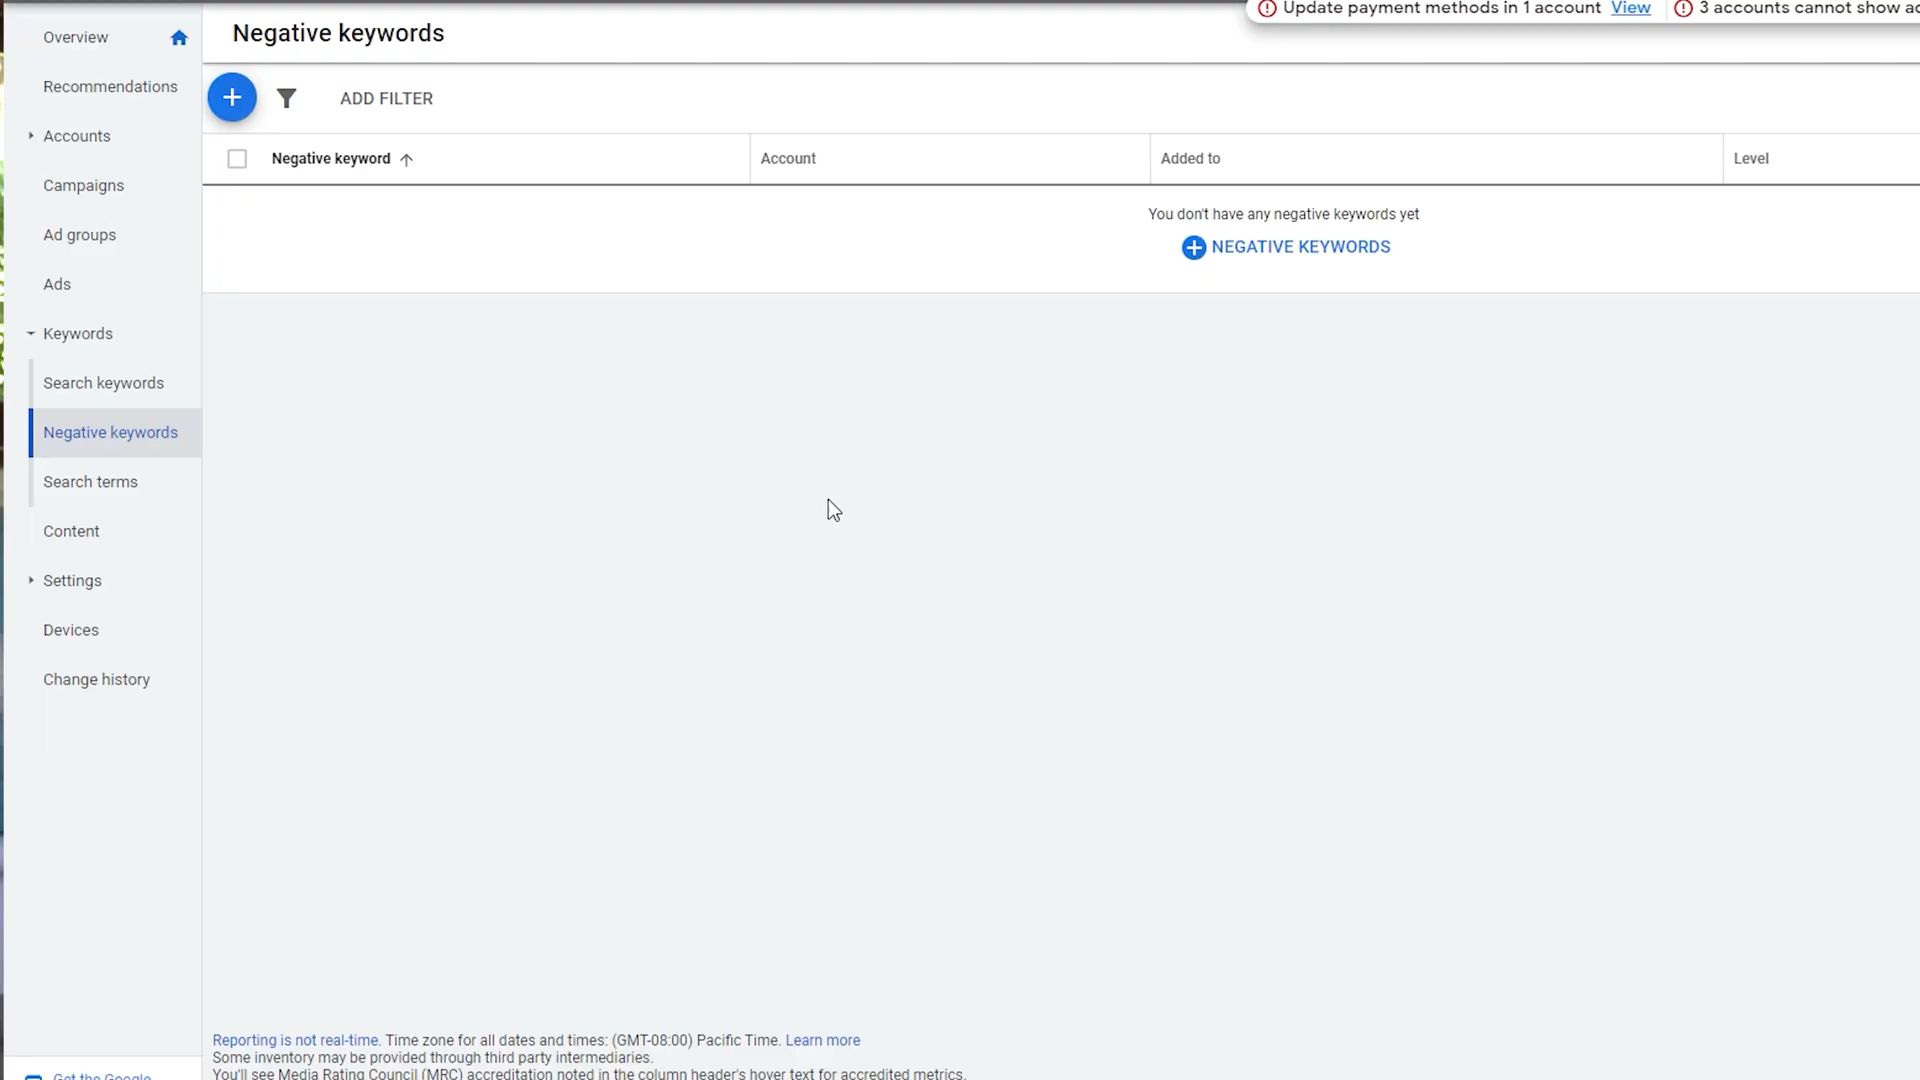 Update payment methods in 1 account View
3 accounts cannot show
Overview
Recommendations
Accounts
Campaigns
Ad groups
Ads
Keywords
Search keywords
Negative keywords
Search terms
Content
Settings
Devices
Change history
Get the Google
Negative keywords
ADD FILTER
Negative keyword
Account
Added to
Level
You don't have any negative keywords yet
NEGATIVE KEYWORDS
Reporting is not real-time. Time zone for all dates and times: (GMT-08:00) Pacific Time. Learn more
Some inventory may be provided through third party intermediaries.
You'll see Media Rating Council (MRC) accreditation noted in the column header's hover text for accredited metrics.